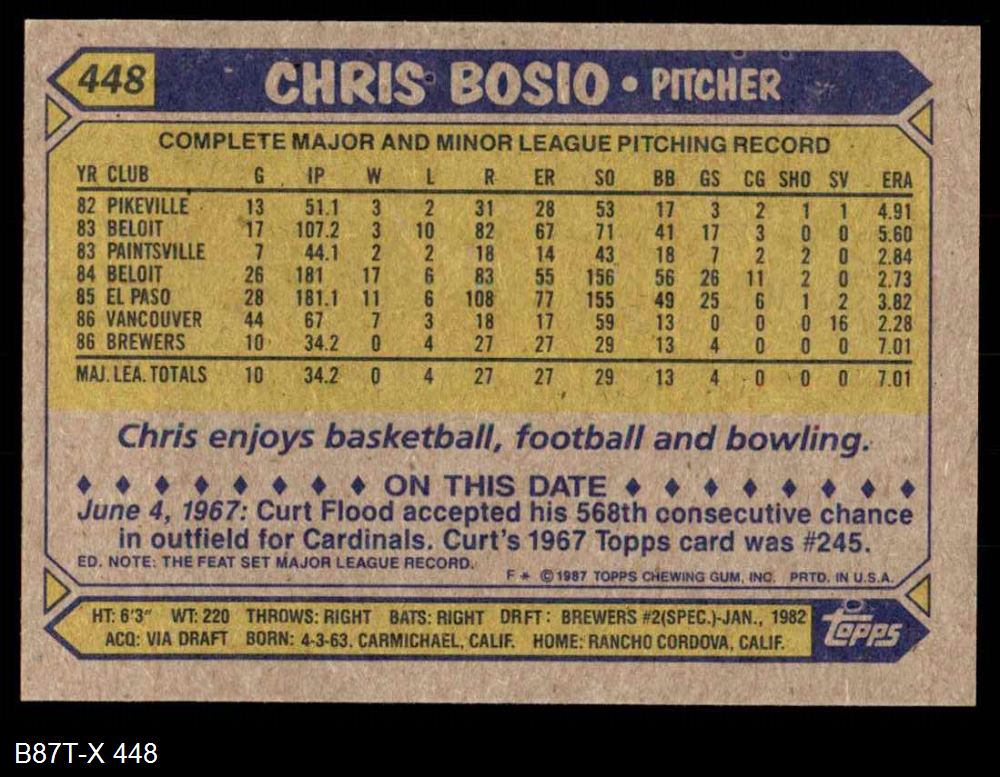 448 CHRIS BOSIO • PITCHER
COMPLETE MAJOR AND MINOR LEAGUE PITCHING RECORD
YR CLUB G IP W L R ER SO BB GS CG SHO SV ERA
82 PIKEVILLE 13 51.1 3 2 31 28 53 17 3 2 1 1 4.91
83 BELOIT 17 107.2 3 10 82 67 71 41 17 3 0 0 5.60
83 PAINTSVILLE 7 44.1 2 2 18 14 43 18 7 2 2 0 2.84
84 BELOIT 26 181 17 6 83 55 156 56 26 11 2 0 2.73
85 EL PASO 28 181.1 11 6 108 77 155 49 25 6 1 2 3.82
86 VANCOUVER 44 67 7 3 18 17 59 13 0 0 0 16 2.28
86 BREWERS 10 34.2 0 4 27 27 29 13 4 0 0 0 7.01
MAJ. LEA. TOTALS 10 34.2 0 4 27 27 29 13 4 0 0 0 7.01
Chris enjoys basketball, football and bowling.
♦ ♦ ♦ ♦ ♦ ♦ ♦ ♦ ON THIS DATE ♦ ♦ ♦ ♦ ♦ ♦ ♦ ♦
June 4, 1967: Curt Flood accepted his 568th consecutive chance
in outfield for Cardinals. Curt's 1967 Topps card was #245.
ED. NOTE: THE FEAT SET MAJOR LEAGUE RECORD.
F * © 1987 TOPPS CHEWING GUM, INC. PRTD. IN U.S.A.
HT: 6'3" WT: 220 THROWS: RIGHT BATS: RIGHT DRFT: BREWERS #2(SPEC.)-JAN., 1982
ACQ: VIA DRAFT BORN: 4-3-63, CARMICHAEL, CALIF. HOME: RANCHO CORDOVA, CALIF.
topps
B87T-X 448